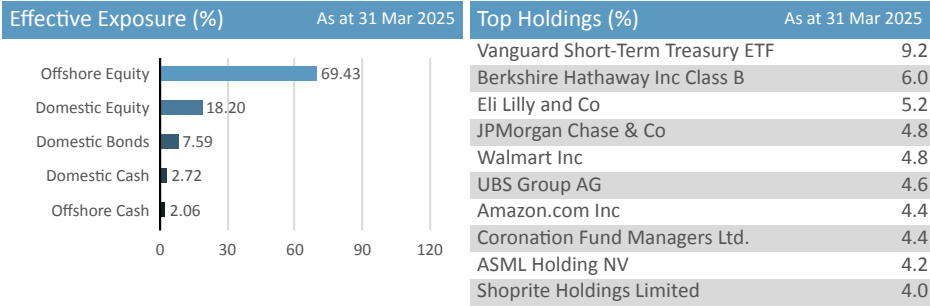 Effective Exposure (%) As at 31 Mar 2025
Offshore Equity 69.43
Domestic Equity 18.20
Domestic Bonds 7.59
Domestic Cash 2.72
Offshore Cash 2.06
0 30 60 90 120
Top Holdings (%) As at 31 Mar 2025
Vanguard Short-Term Treasury ETF 9.2
Berkshire Hathaway Inc Class B 6.0
Eli Lilly and Co 5.2
JPMorgan Chase & Co 4.8
Walmart Inc 4.8
UBS Group AG 4.6
Amazon.com Inc 4.4
Coronation Fund Managers Ltd. 4.4
ASML Holding NV 4.2
Shoprite Holdings Limited 4.0